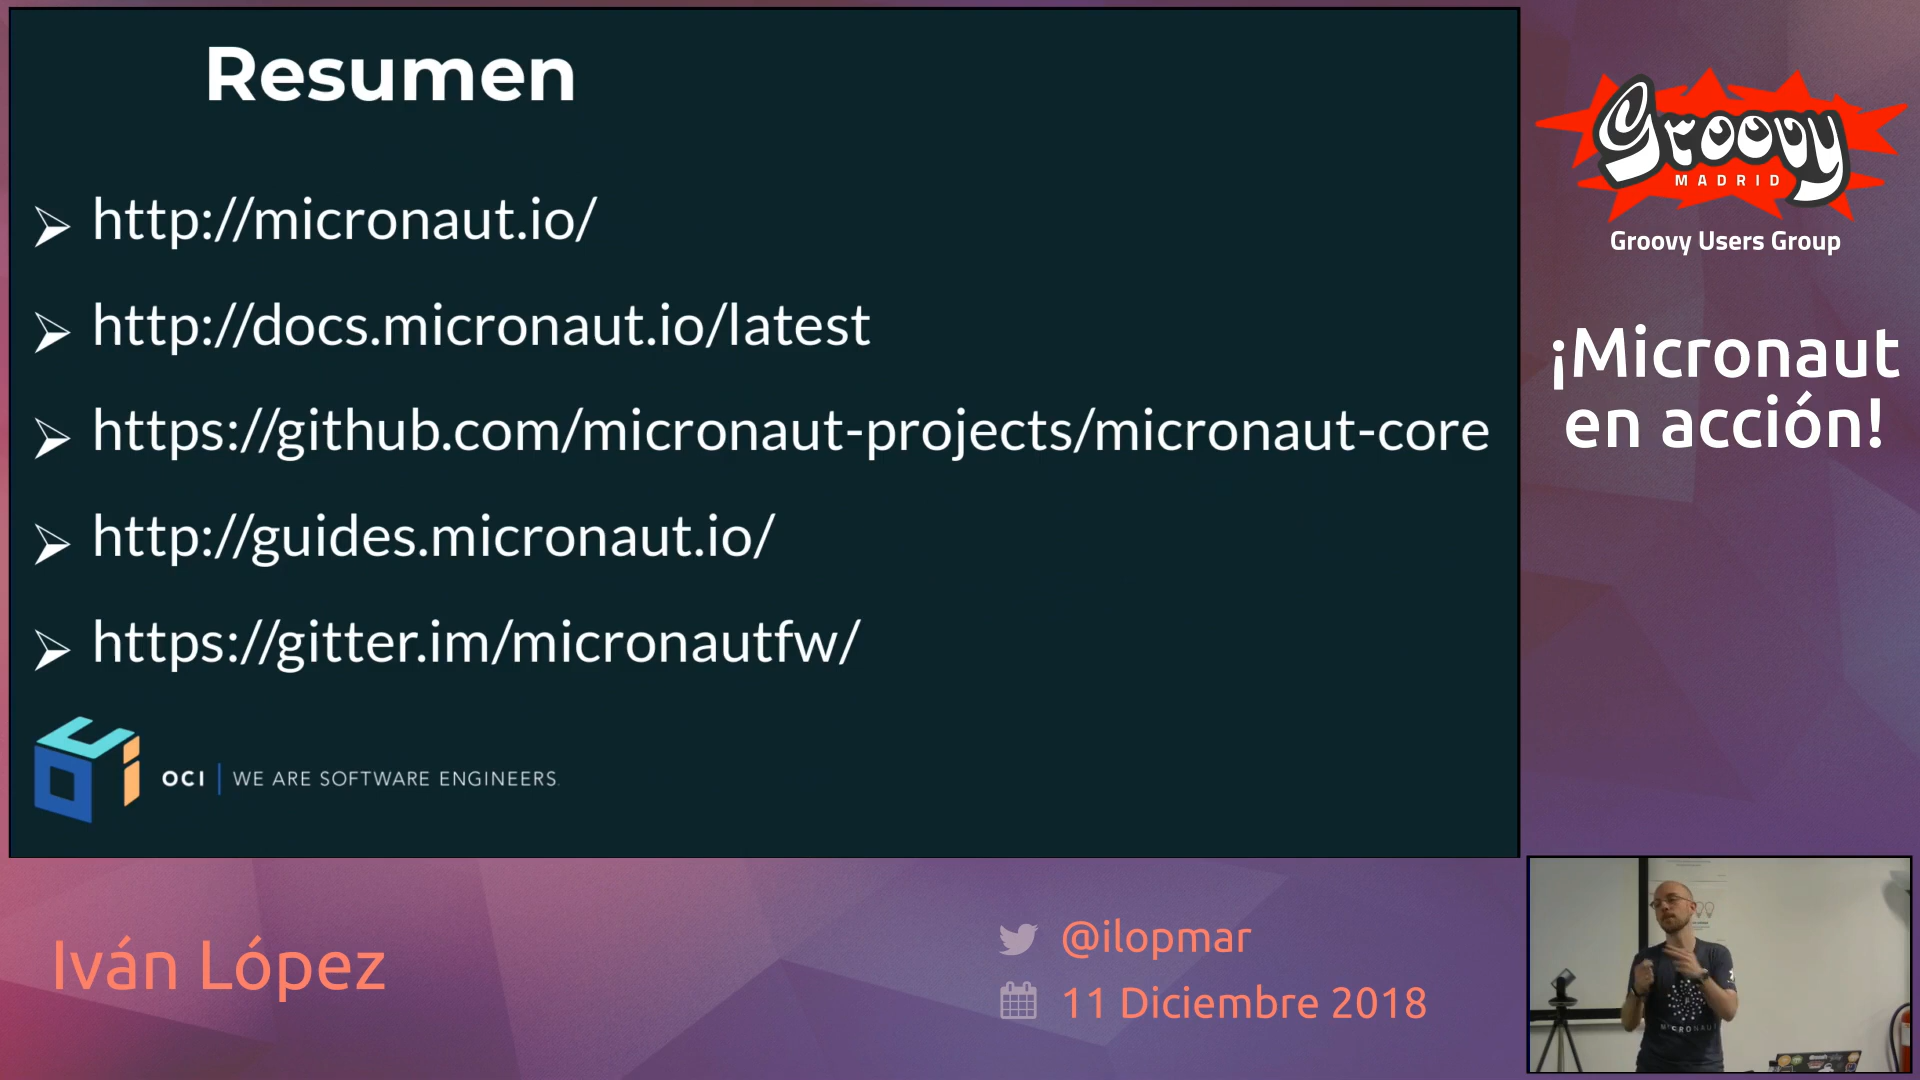 Resumen
http://micronaut.io/
http://docs.micronaut.io/latest
https://github.com/micronaut-projects/micronaut-core
http://guides.micronaut.io/
https://gitter.im/micronautfw/
OCI | WE ARE SOFTWARE ENGINEERS.
Groovy
MADRID
Groovy Users Group
¡Micronaut
en acción!
Iván López
@ilopmar
11 Diciembre 2018
MICRONAUT